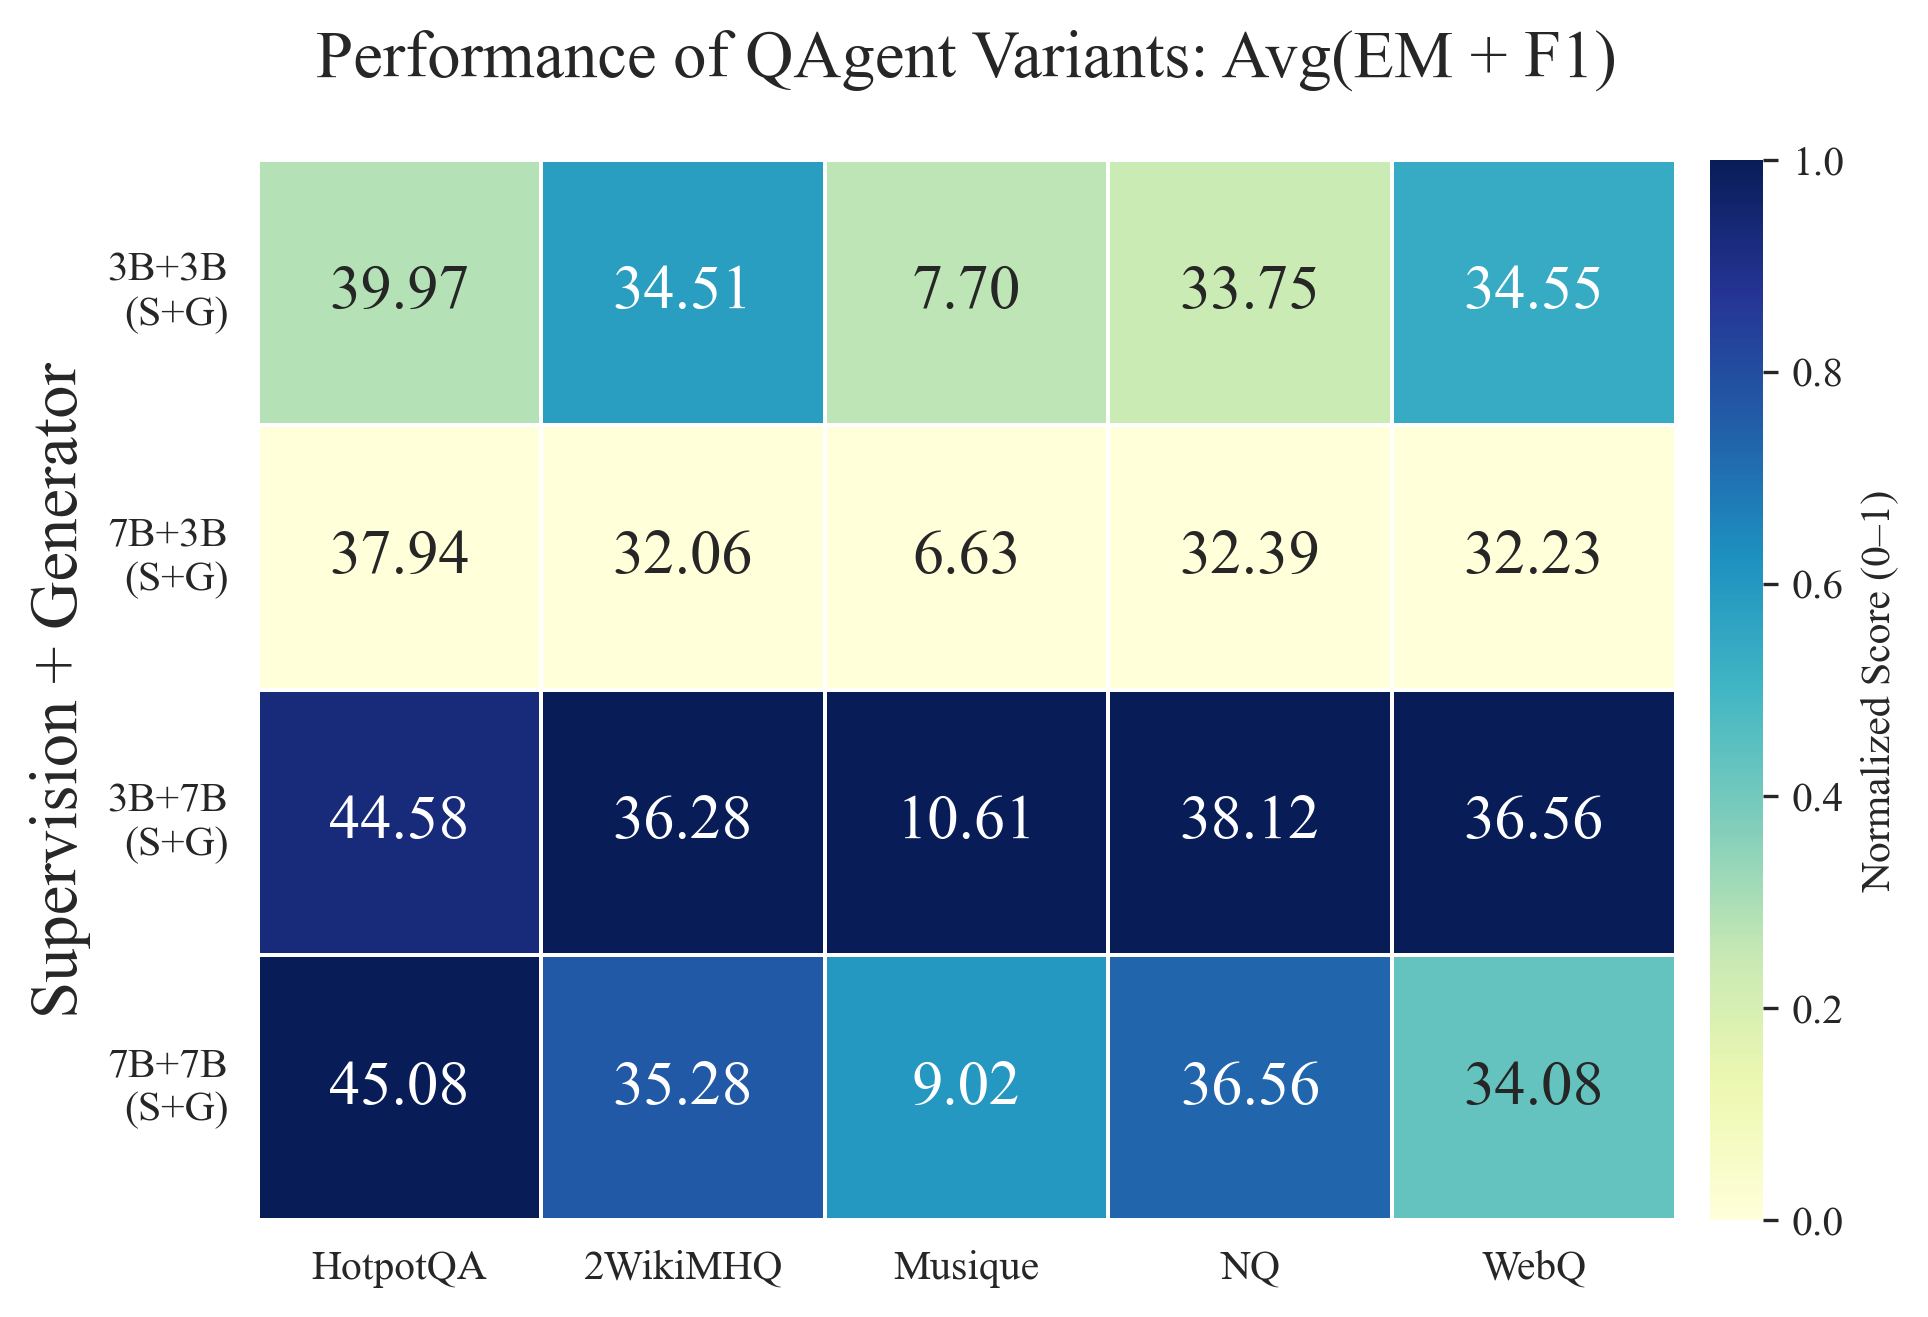 Performance of QAgent Variants: Avg(EM + F1)
Supervision + Generator
3B+3B
(S+G)
39.97 34.51 7.70 33.75 34.55
7B+3B
(S+G)
37.94 32.06 6.63 32.39 32.23
3B+7B
(S+G)
44.58 36.28 10.61 38.12 36.56
7B+7B
(S+G)
45.08 35.28 9.02 36.56 34.08
HotpotQA 2WikiMHQ Musique NQ WebQ
1.0
0.8
0.6
0.4
0.2
0.0
Normalized Score (0–1)